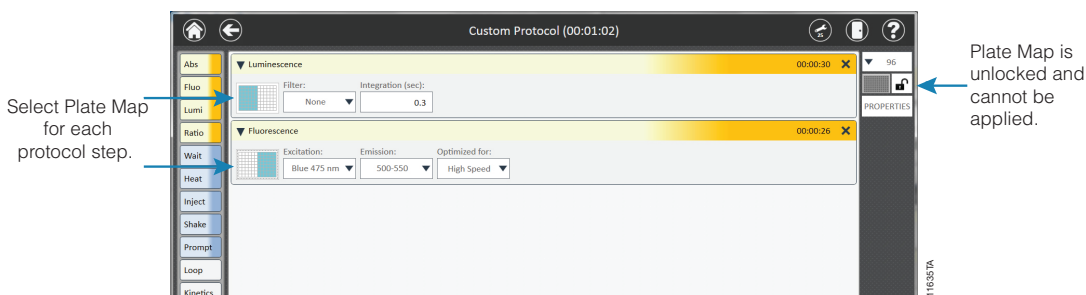 Custom Protocol (00:01:02)
25
?
Abs
Fluo
Lumi
Ratio
Wait
Heat
Inject
Shake
Prompt
Loop
Kinetics
Luminescence
00:00:30
Filter:
Integration (sec):
None
0.3
Fluorescence
00:00:26
Excitation:
Emission:
Optimized for:
Blue 475 nm
500-550
High Speed
96
PROPERTIES
Select Plate Map
for each
protocol step.
Plate Map is
unlocked and
cannot be
applied.
11635TA